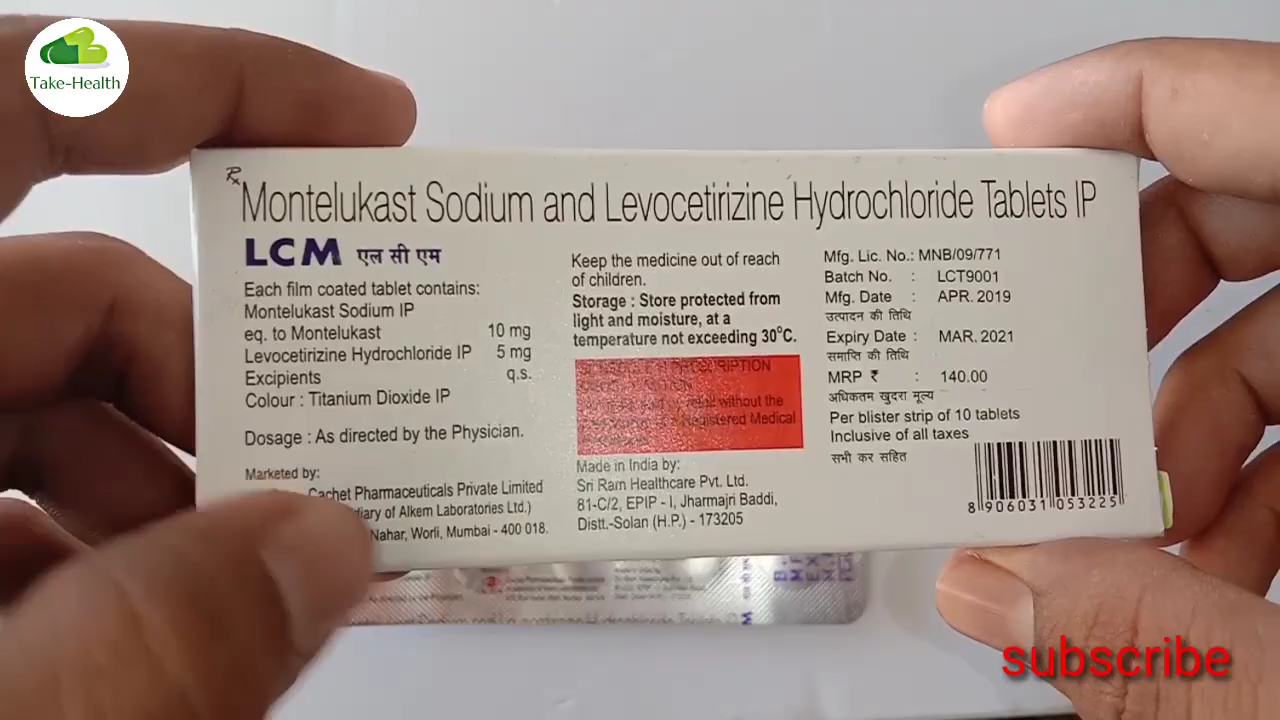 Take-Health
Rx
Montelukast Sodium and Levocetirizine Hydrochloride Tablets IP
LCM एल सी एम
Each film coated tablet contains:
Montelukast Sodium IP
eq. to Montelukast 10 mg
Levocetirizine Hydrochloride IP 5 mg
Excipients q.s.
Colour : Titanium Dioxide IP
Dosage : As directed by the Physician.
Marketed by:
Cachet Pharmaceuticals Private Limited
diary of Alkem Laboratories Ltd.)
Nahar, Worli, Mumbai - 400 018.
Keep the medicine out of reach
of children.
Storage : Store protected from
light and moisture, at a
temperature not exceeding 30°C.
PRESCRIPTION
without the
Registered Medical
Made in India by:
Sri Ram Healthcare Pvt. Ltd.
81-C/2, EPIP - I, Jharmajri Baddi,
Distt.-Solan (H.P.) - 173205
Mfg. Lic. No.: MNB/09/771
Batch No. : LCT9001
Mfg. Date : APR. 2019
उत्पादन की तिथि
Expiry Date : MAR. 2021
समाप्ति की तिथि
MRP ₹ : 140.00
अधिकतम खुदरा मूल्य
Per blister strip of 10 tablets
Inclusive of all taxes
सभी कर सहित
8 906031 053225
subscribe